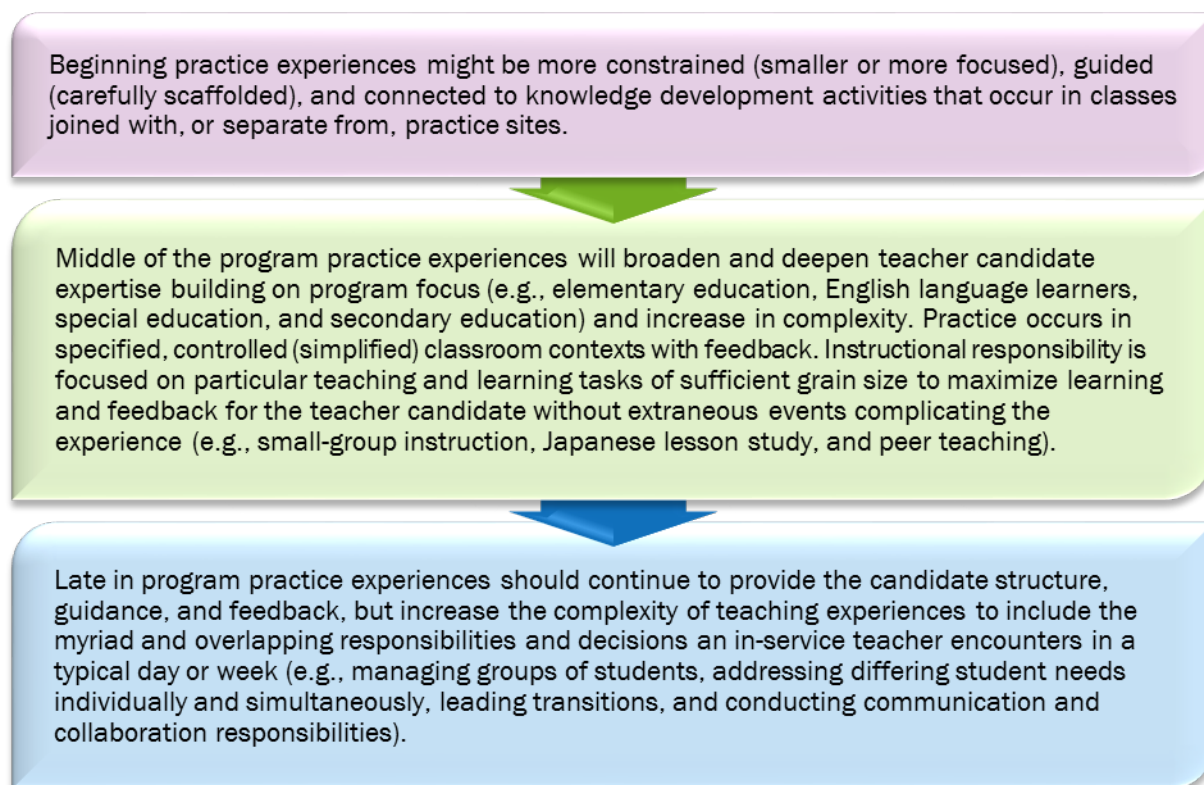 Beginning practice experiences might be more constrained (smaller or more focused), guided
(carefully scaffolded), and connected to knowledge development activities that occur in classes
joined with, or separate from, practice sites.
Middle of the program practice experiences will broaden and deepen teacher candidate
expertise building on program focus (e.g., elementary education, English language learners,
special education, and secondary education) and increase in complexity. Practice occurs in
specified, controlled (simplified) classroom contexts with feedback. Instructional responsibility is
focused on particular teaching and learning tasks of sufficient grain size to maximize learning
and feedback for the teacher candidate without extraneous events complicating the
experience (e.g., small-group instruction, Japanese lesson study, and peer teaching).
Late in program practice experiences should continue to provide the candidate structure,
guidance, and feedback, but increase the complexity of teaching experiences to include the
myriad and overlapping responsibilities and decisions an in-service teacher encounters in a
typical day or week (e.g., managing groups of students, addressing differing student needs
individually and simultaneously, leading transitions, and conducting communication and
collaboration responsibilities).